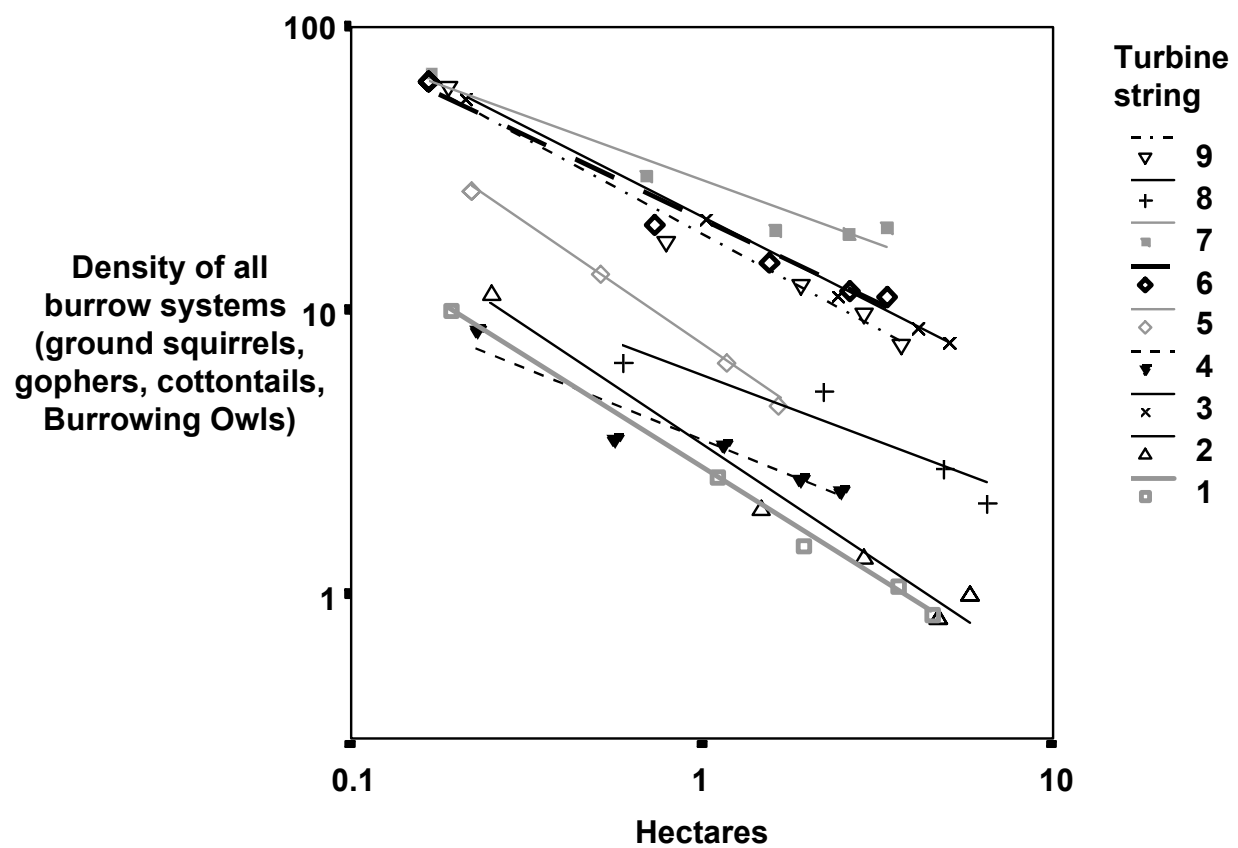 100
10
1
Density of all
burrow systems
(ground squirrels,
gophers, cottontails,
Burrowing Owls)
0.1
1
10
Hectares
Turbine
string
9
8
7
6
5
4
3
2
1